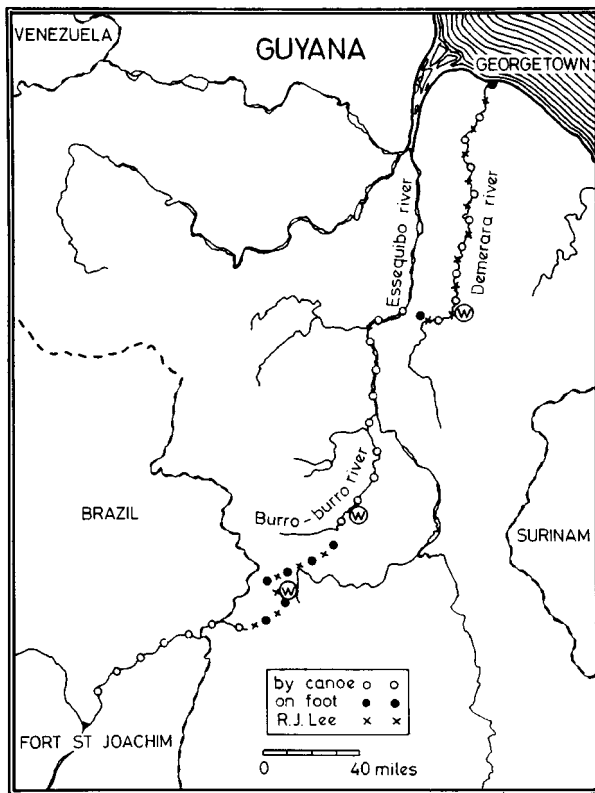 VENEZUELA
GUYANA
GEORGETOWN
Essequibo river
Demerara river
W
Burro-burro river
W
BRAZIL
SURINAM
W
by canoe
on foot
R.J. Lee
FORT ST JOACHIM
0 40 miles